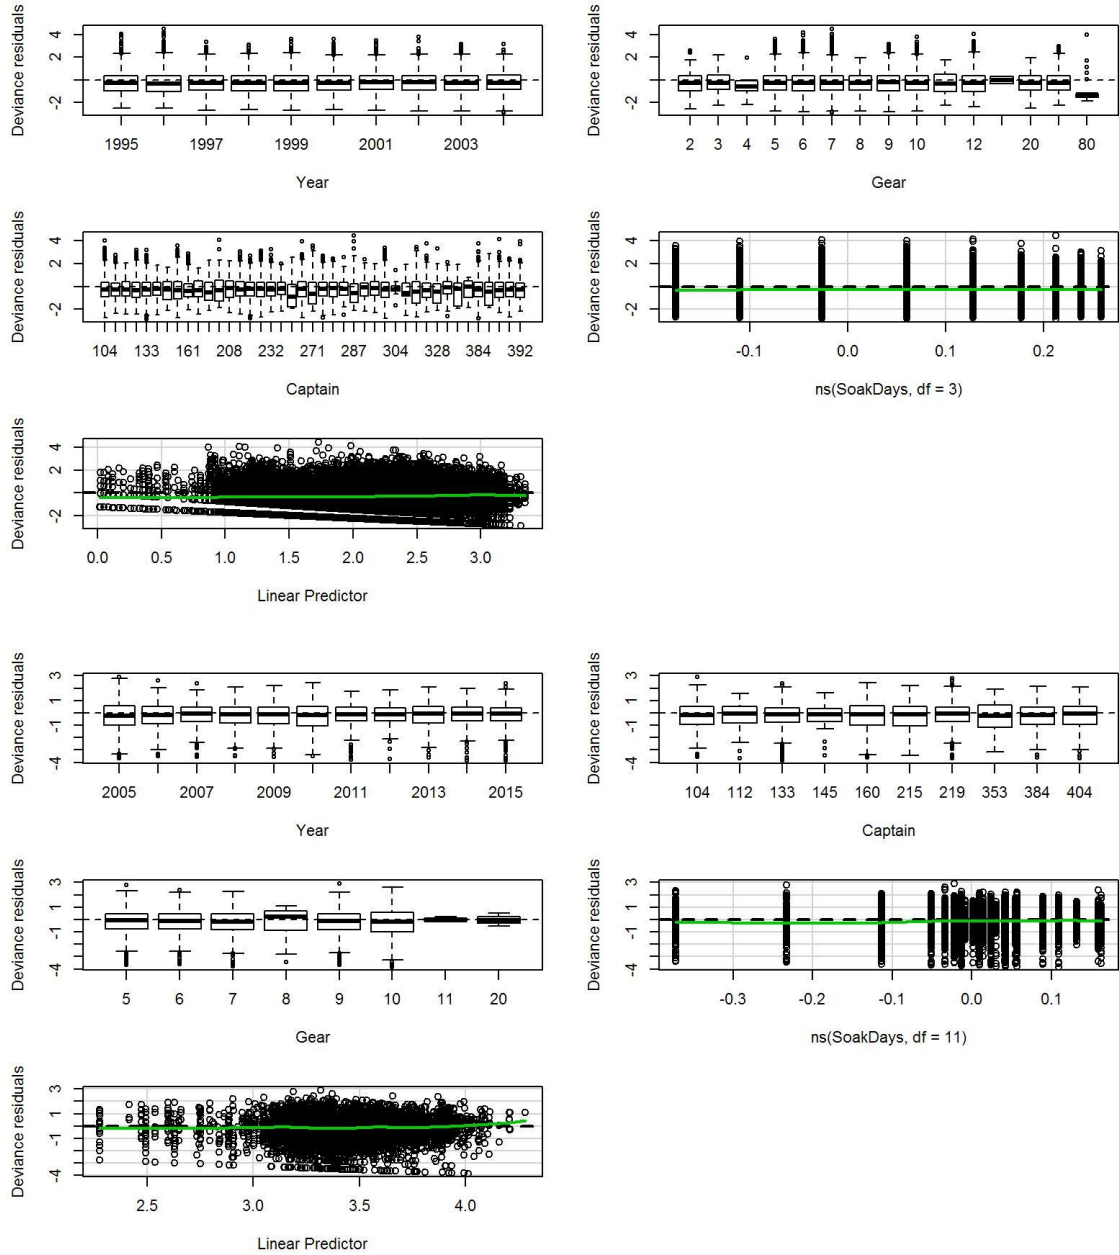 Deviance residuals
4
2
-2
1995 1997 1999 2001 2003
Year
Deviance residuals
4
2
-2
2 3 4 5 6 7 8 9 10 12 20 80
Gear
Deviance residuals
4
2
-2
104 133 161 208 232 271 287 304 328 384 392
Captain
Deviance residuals
4
2
-2
-0.1 0.0 0.1 0.2
ns(SoakDays, df = 3)
Deviance residuals
4
2
-2
0.0 0.5 1.0 1.5 2.0 2.5 3.0
Linear Predictor
Deviance residuals
3
1
-1
-4
2005 2007 2009 2011 2013 2015
Year
Deviance residuals
3
1
-1
-4
104 112 133 145 160 215 219 353 384 404
Captain
Deviance residuals
3
1
-1
-4
5 6 7 8 9 10 11 20
Gear
Deviance residuals
3
1
-1
-4
-0.3 -0.2 -0.1 0.0 0.1
ns(SoakDays, df = 11)
Deviance residuals
3
1
-1
-4
2.5 3.0 3.5 4.0
Linear Predictor